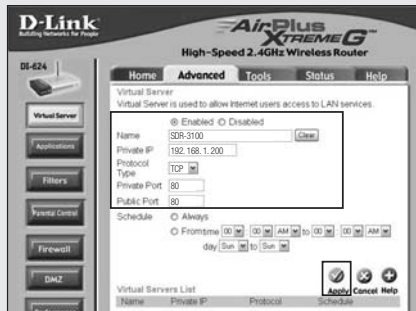 D-Link
Building Networks for People
AirPlus
XTREME G
High-Speed 2.4GHz Wireless Router
DI-624
Home Advanced Tools Status Help
Virtual Server
Virtual Server is used to allow Internet users access to LAN services.
Virtual Server
Enabled Disabled
Name SDR-3100 Clear
Applications
Private IP 192.168.1.200
Protocol Type TCP
Filters
Private Port 80
Public Port 80
Parental Control
Schedule Always
From time 00 : 00 AM to 00 : 00 AM
day Sun to Sun
Firewall
DMZ
Apply Cancel Help
Virtual Servers List
Name Private IP Protocol Schedule